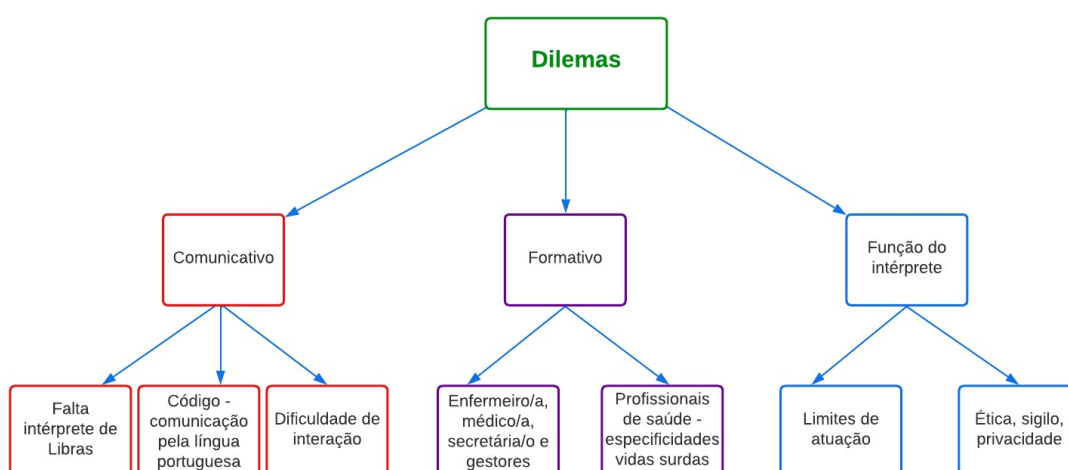 Dilemas
Comunicativo
Formativo
Função do
intérprete
Falta
intérprete de
Libras
Código -
comunicação
pela língua
portuguesa
Dificuldade de
interação
Enfermeiro/a,
médico/a,
secretária/o e
gestores
Profissionais
de saúde -
especificidades
vidas surdas
Limites de
atuação
Ética, sigilo,
privacidade